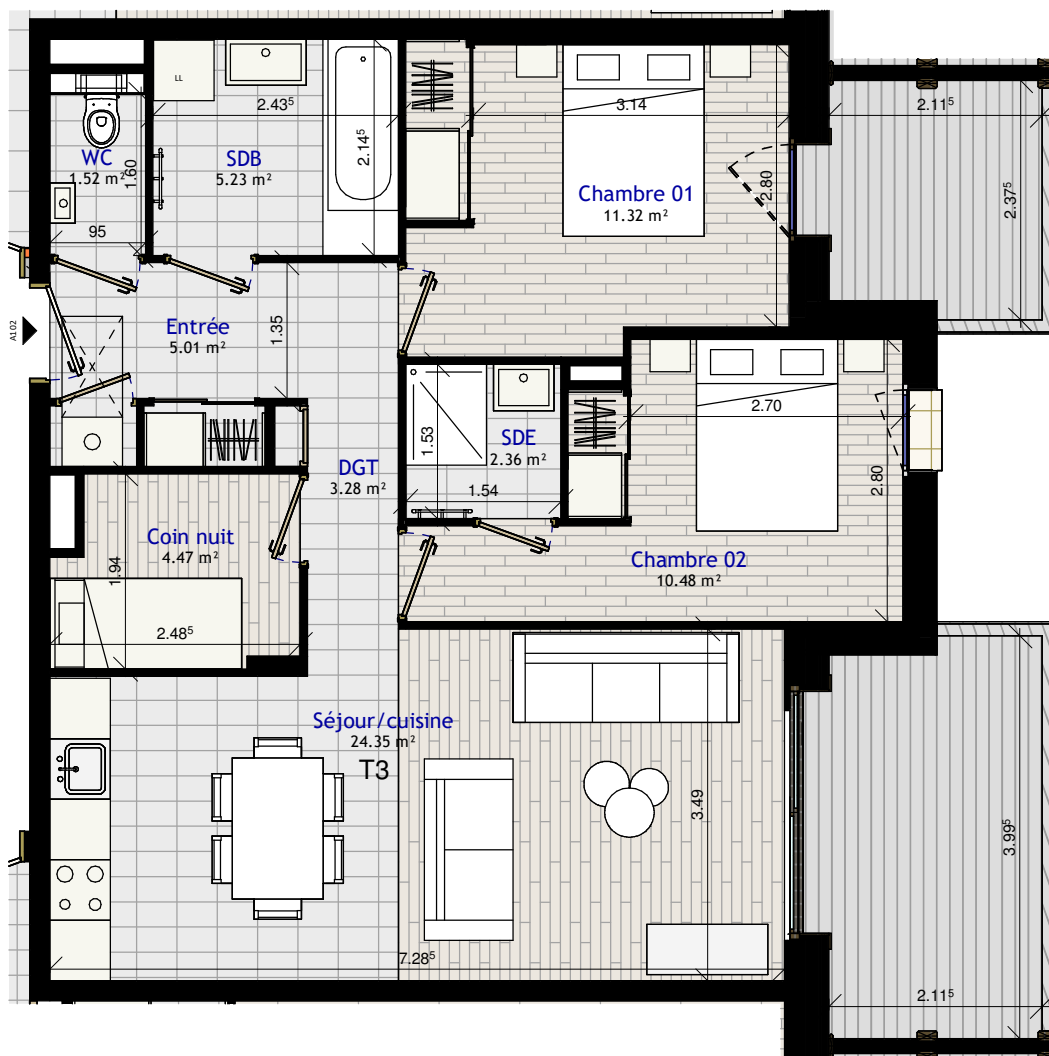 LL
2.43⁵
2.14⁵
WC
1.52 m²
1.60
95
SDB
5.23 m²
3.14
Chambre 01
11.32 m²
2.80
2.11⁵
2.37⁵
A102
Entrée
5.01 m²
1.35
X
1.53
SDE
2.36 m²
1.54
2.70
2.80
DGT
3.28 m²
Coin nuit
4.47 m²
1.94
2.48⁵
Chambre 02
10.48 m²
Séjour/cuisine
24.35 m²
T3
3.49
3.99⁵
7.28⁵
2.11⁵